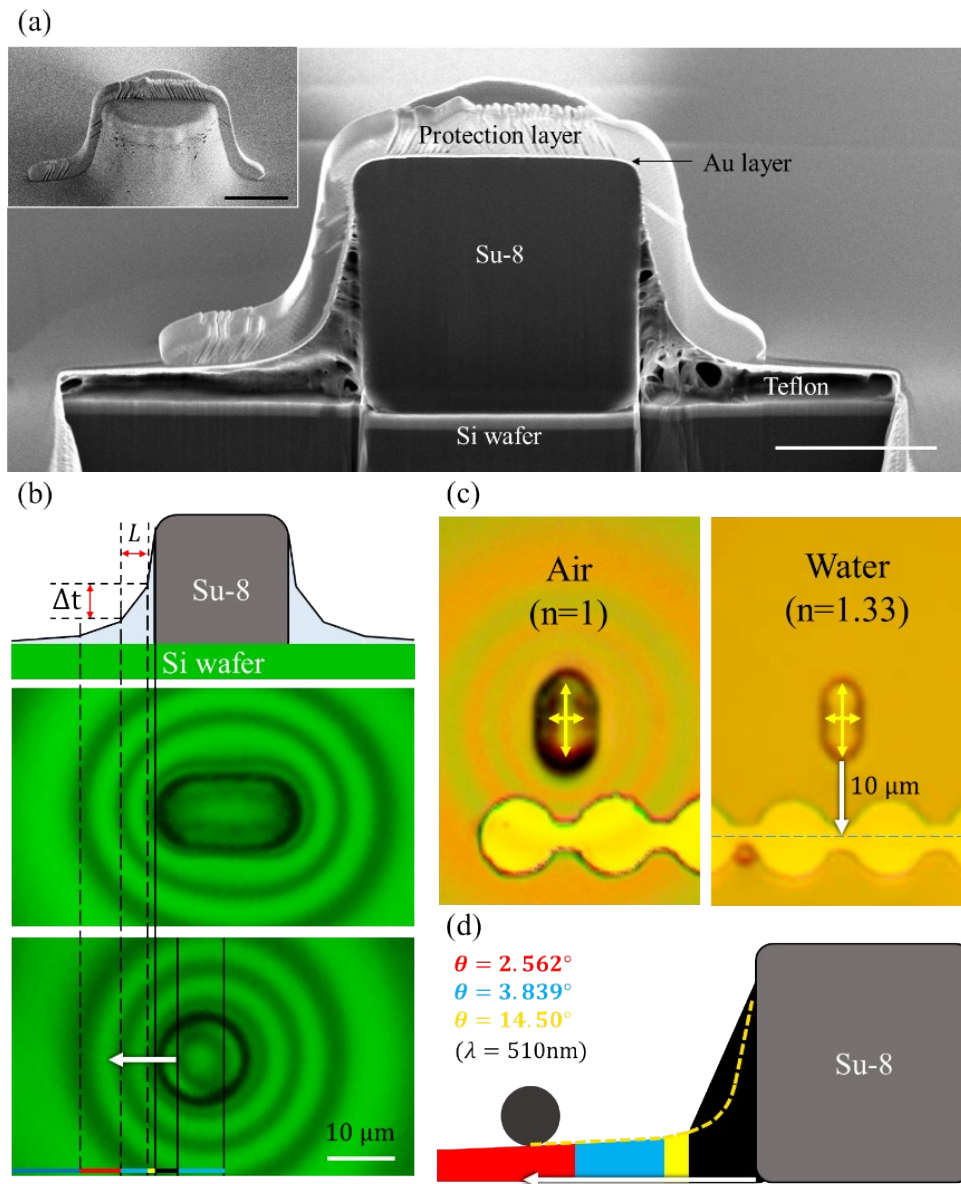 (a)
Protection layer
Au layer
Su-8
Teflon
Si wafer
(b)
L
Δt
Su-8
Si wafer
10 μm
(c)
Air
(n=1)
Water
(n=1.33)
10 μm
(d)
θ = 2.562°
θ = 3.839°
θ = 14.50°
(λ = 510nm)
Su-8